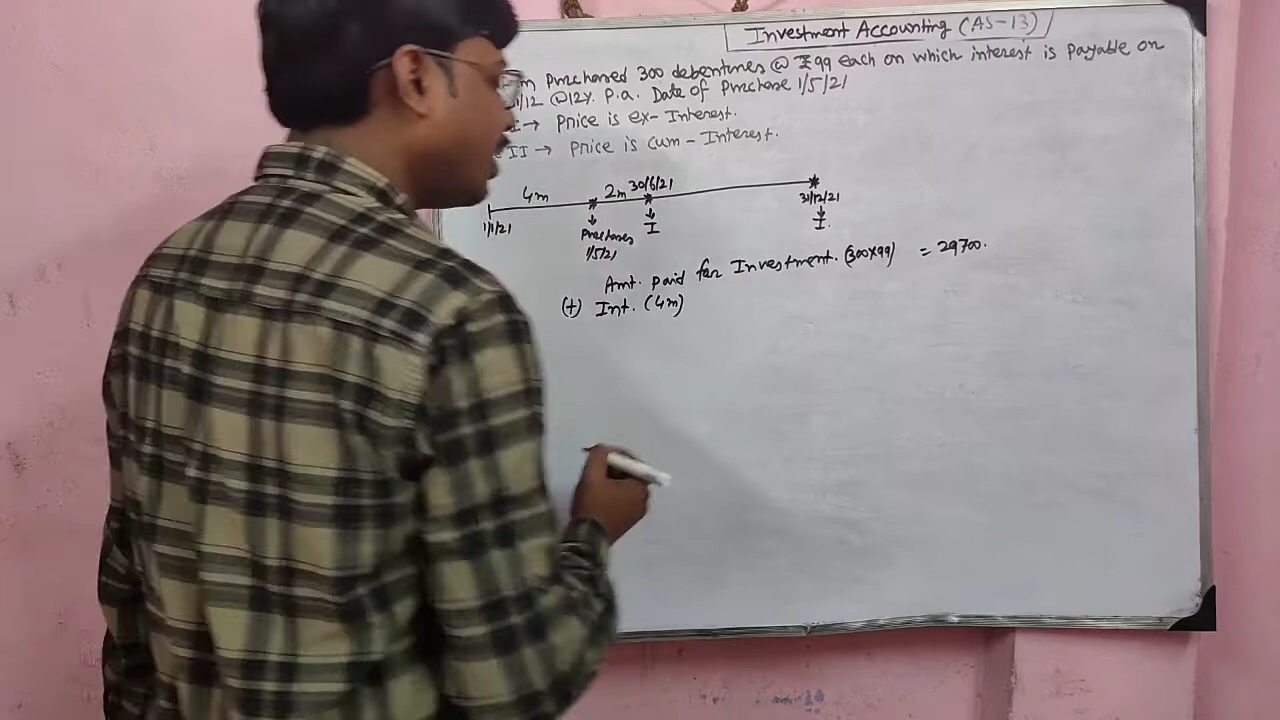 Investment Accounting (AS-13)
purchased 300 debentures @ ₹99 each on which interest is payable on
/12 @12% P.a. Date of purchase 1/5/21
I → Price is ex-Interest.
II → Price is cum-Interest.
4m 2m 30/6/21
1/1/21 Purchases 1/5/21 I 31/12/21 I.
Amt. paid for Investment. (300x99) = 29700.
(+) Int. (4m)